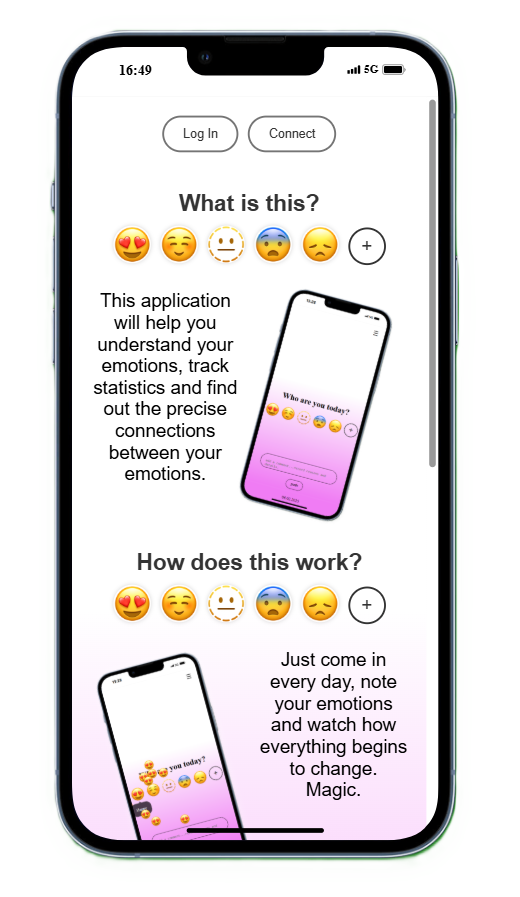 16:49 5G
Log In Connect
What is this?
+
This application
will help you
understand your
emotions, track
statistics and find
out the precise
connections
between your
emotions.
Who are you today?
+
How does this work?
+
Just come in
every day, note
your emotions
and watch how
everything begins
to change.
Magic.
you today?
+